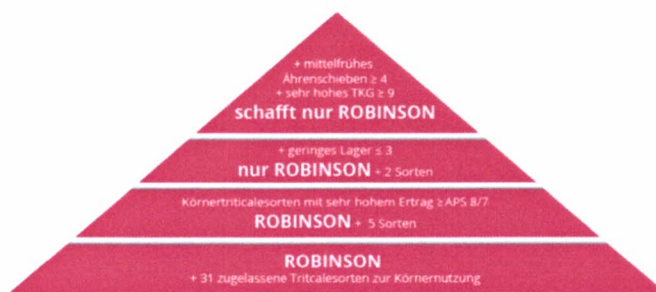 + mittelfrühes
Ährenschieben ≥ 4
+ sehr hohes TKG ≥ 9
schafft nur ROBINSON
+ geringes Lager ≤ 3
nur ROBINSON + 2 Sorten
Körnertriticalesorten mit sehr hohem Ertrag ≥ APS 8/7
ROBINSON + 5 Sorten
ROBINSON
+ 31 zugelassene Tritcalesorten zur Körnernutzung